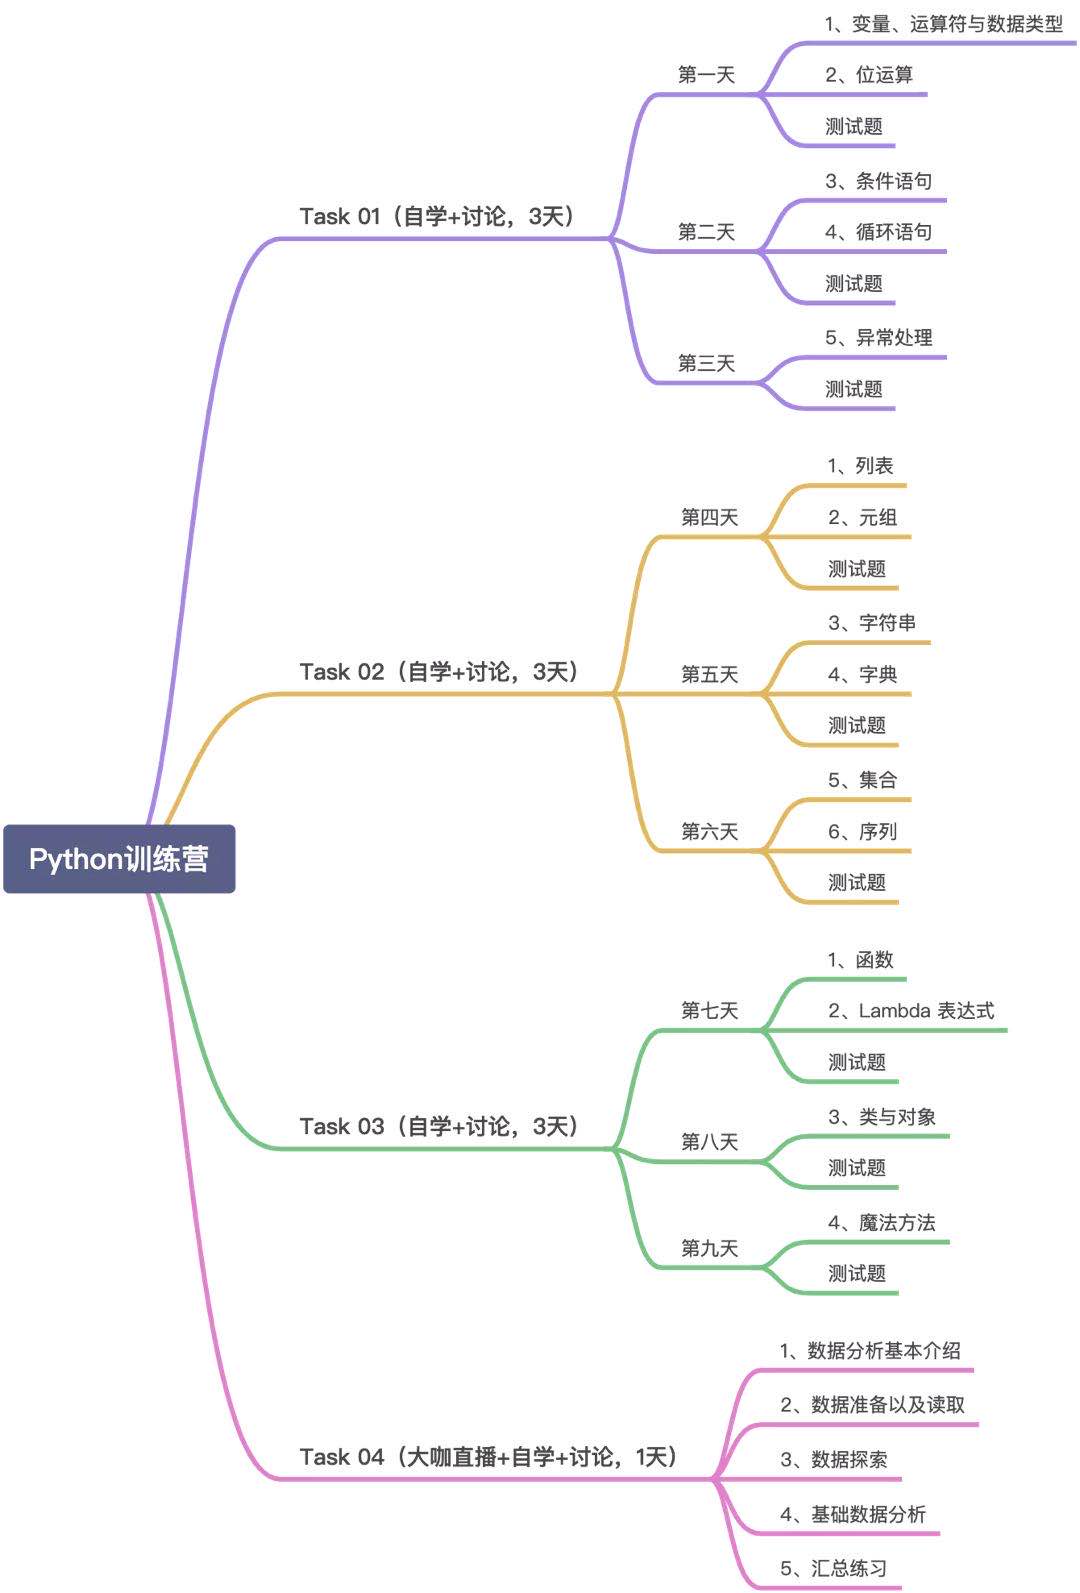 Python训练营
Task 01（自学+讨论，3天）
第一天
1、变量、运算符与数据类型
2、位运算
测试题
第二天
3、条件语句
4、循环语句
测试题
第三天
5、异常处理
测试题
Task 02（自学+讨论，3天）
第四天
1、列表
2、元组
测试题
第五天
3、字符串
4、字典
测试题
第六天
5、集合
6、序列
测试题
Task 03（自学+讨论，3天）
第七天
1、函数
2、Lambda 表达式
测试题
第八天
3、类与对象
测试题
第九天
4、魔法方法
测试题
Task 04（大咖直播+自学+讨论，1天）
1、数据分析基本介绍
2、数据准备以及读取
3、数据探索
4、基础数据分析
5、汇总练习